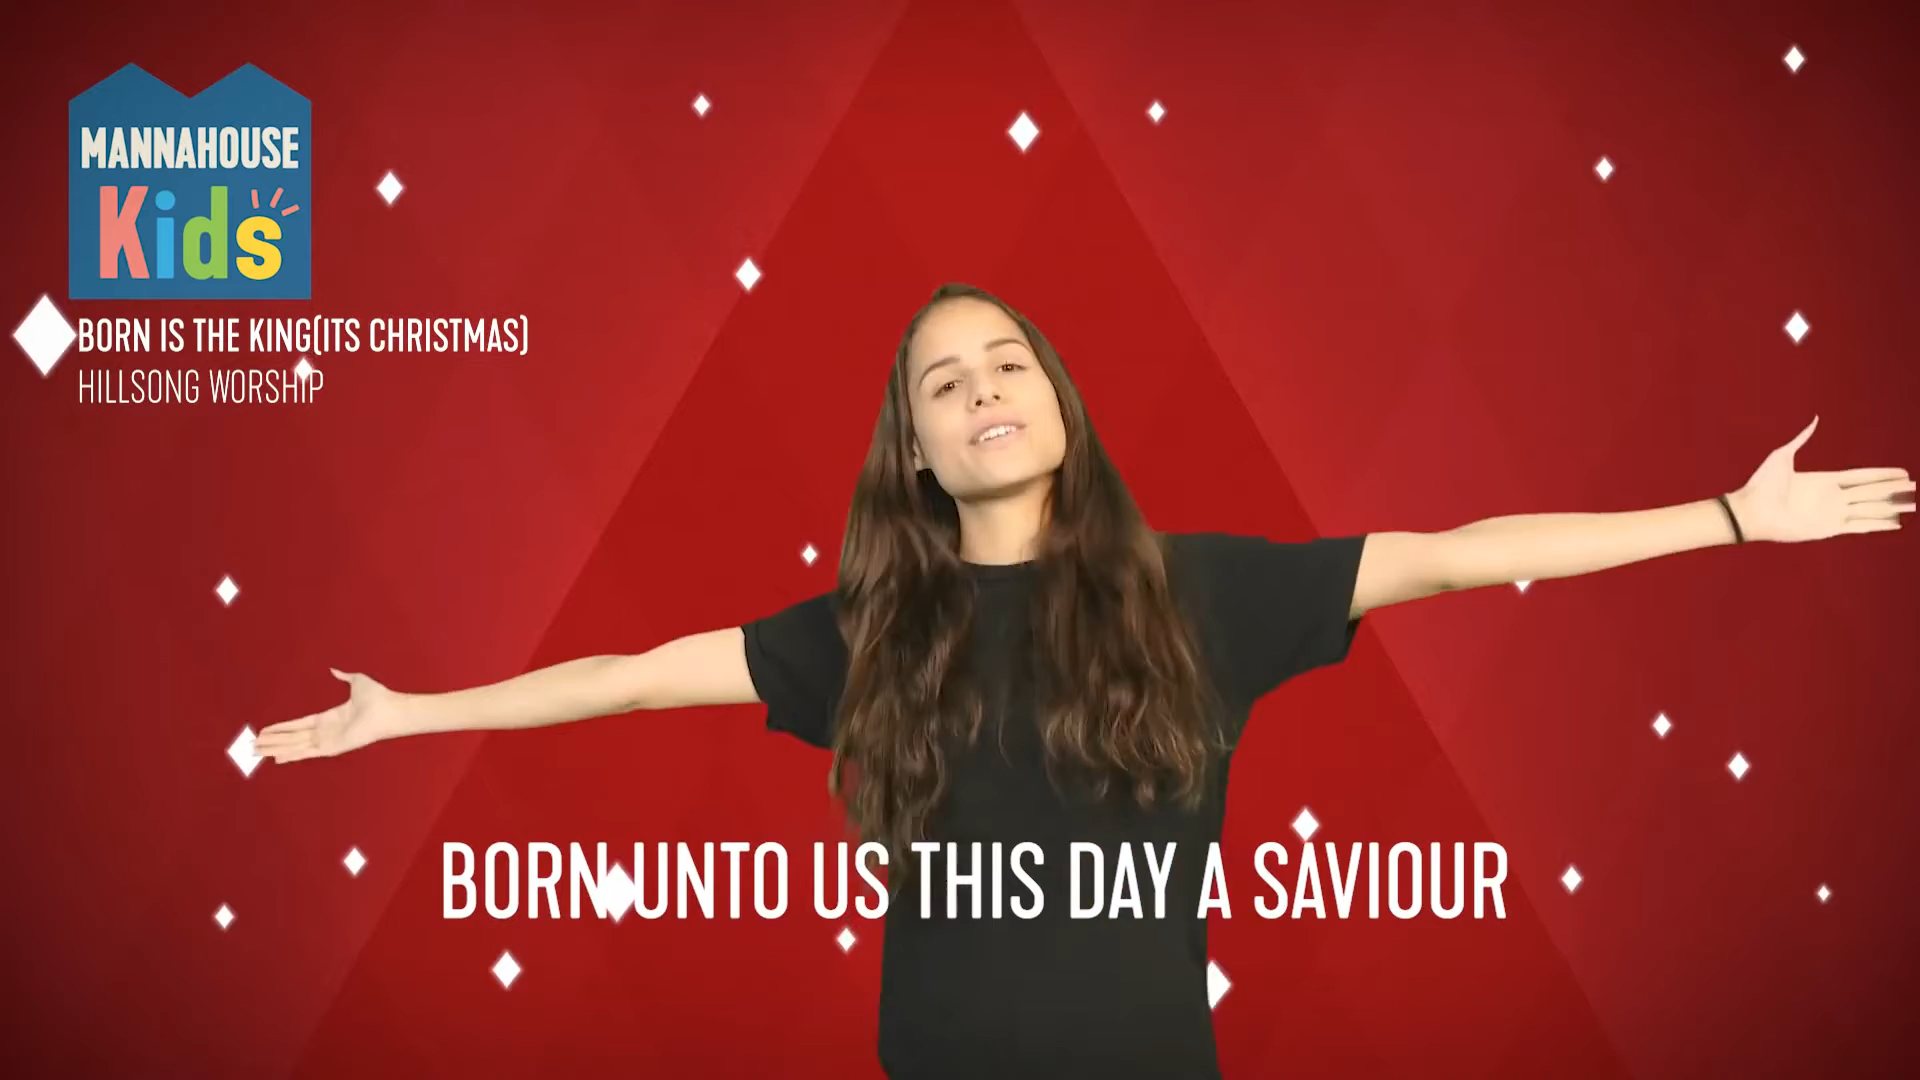 MANNAHOUSE
Kids
BORN IS THE KING(ITS CHRISTMAS)
HILLSONG WORSHIP
BORN UNTO US THIS DAY A SAVIOUR